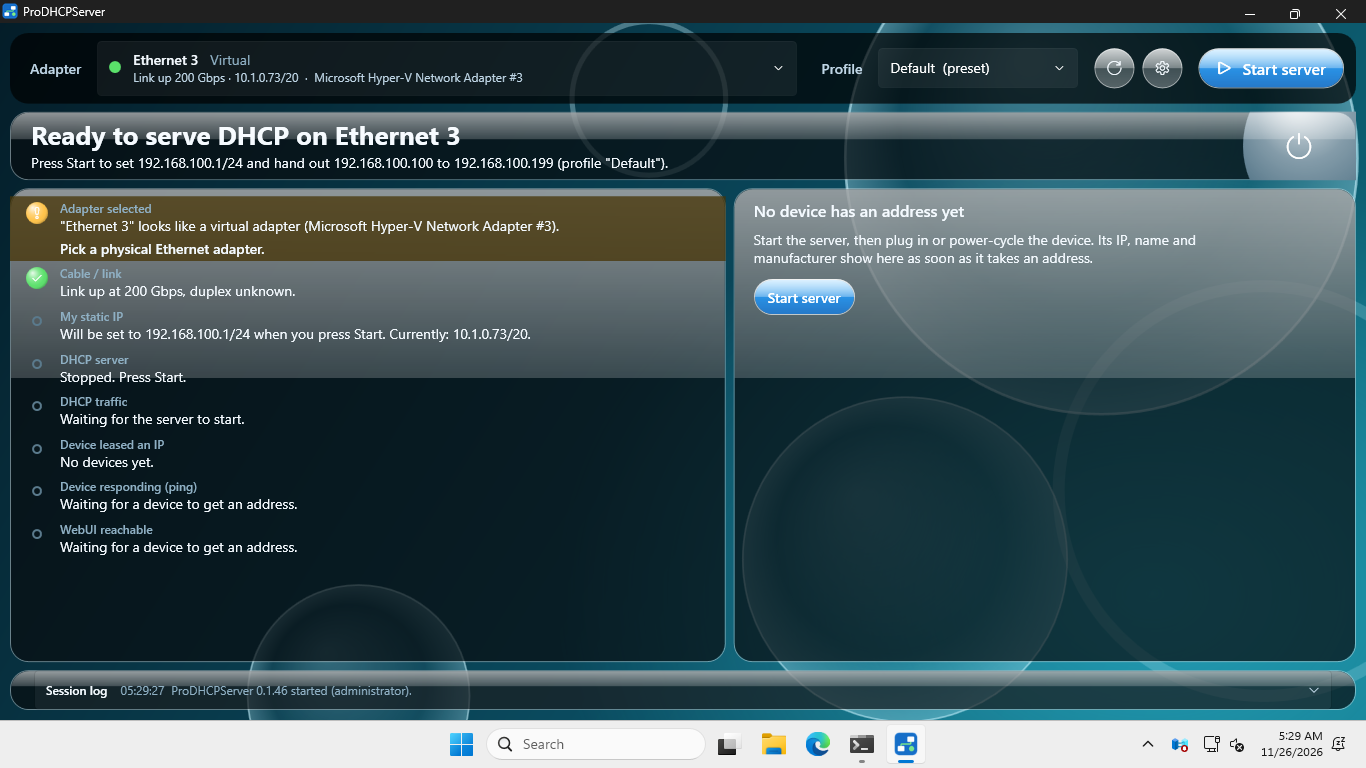 ProDHCPServer
Adapter
Ethernet 3 Virtual
Link up 200 Gbps · 10.1.0.73/20 · Microsoft Hyper-V Network Adapter #3
Profile
Default (preset)
Start server
Ready to serve DHCP on Ethernet 3
Press Start to set 192.168.100.1/24 and hand out 192.168.100.100 to 192.168.100.199 (profile "Default").
Adapter selected
"Ethernet 3" looks like a virtual adapter (Microsoft Hyper-V Network Adapter #3).
Pick a physical Ethernet adapter.
Cable / link
Link up at 200 Gbps, duplex unknown.
My static IP
Will be set to 192.168.100.1/24 when you press Start. Currently: 10.1.0.73/20.
DHCP server
Stopped. Press Start.
DHCP traffic
Waiting for the server to start.
Device leased an IP
No devices yet.
Device responding (ping)
Waiting for a device to get an address.
WebUI reachable
Waiting for a device to get an address.
No device has an address yet
Start the server, then plug in or power-cycle the device. Its IP, name and
manufacturer show here as soon as it takes an address.
Start server
Session log 05:29:27 ProDHCPServer 0.1.46 started (administrator).
Search
5:29 AM
11/26/2026